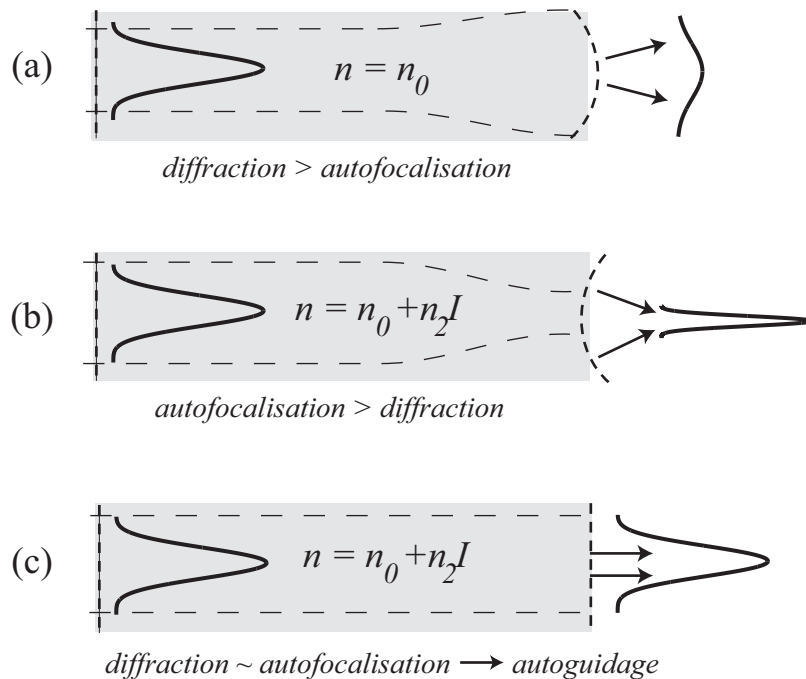 (a)
n = n0
diffraction > autofocalisation
(b)
n = n0 +n2I
autofocalisation > diffraction
(c)
n = n0 +n2I
diffraction ~ autofocalisation → autoguidage